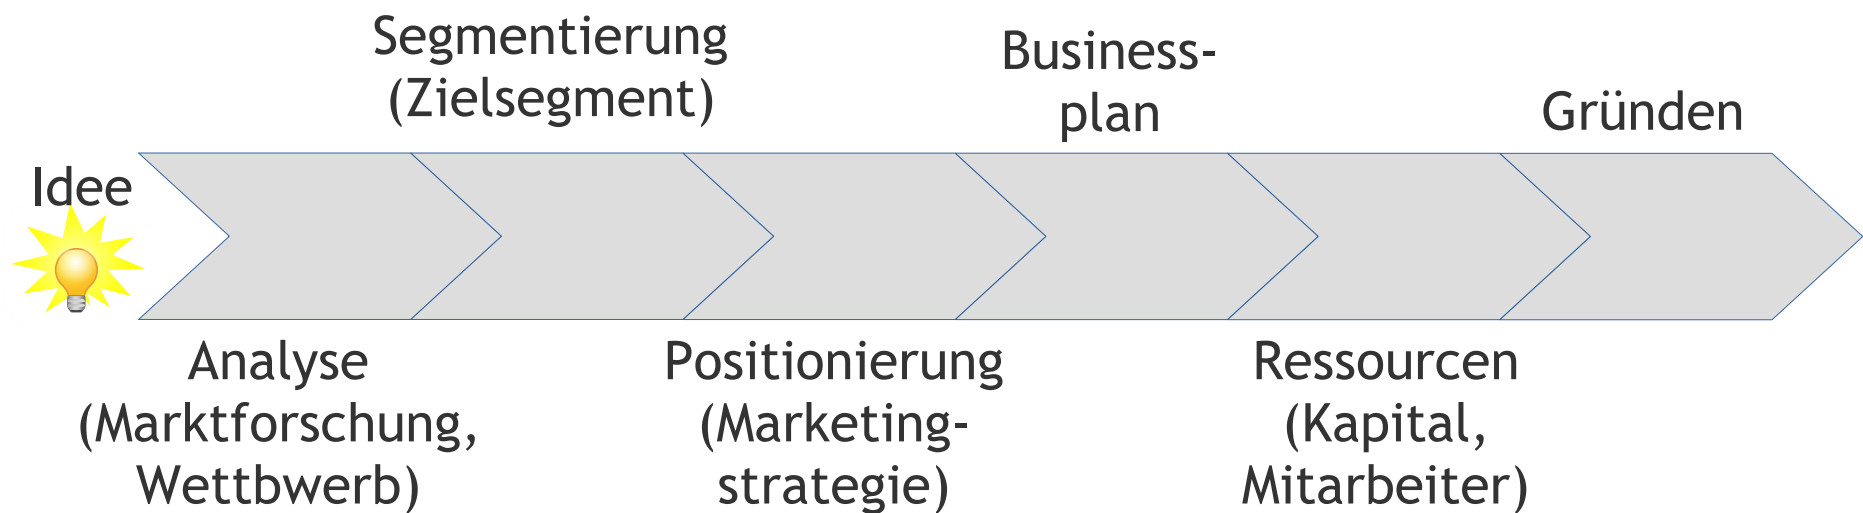 Idee
Analyse
(Marktforschung,
Wettbwerb)
Segmentierung
(Zielsegment)
Positionierung
(Marketing-
strategie)
Business-
plan
Ressourcen
(Kapital,
Mitarbeiter)
Gründen